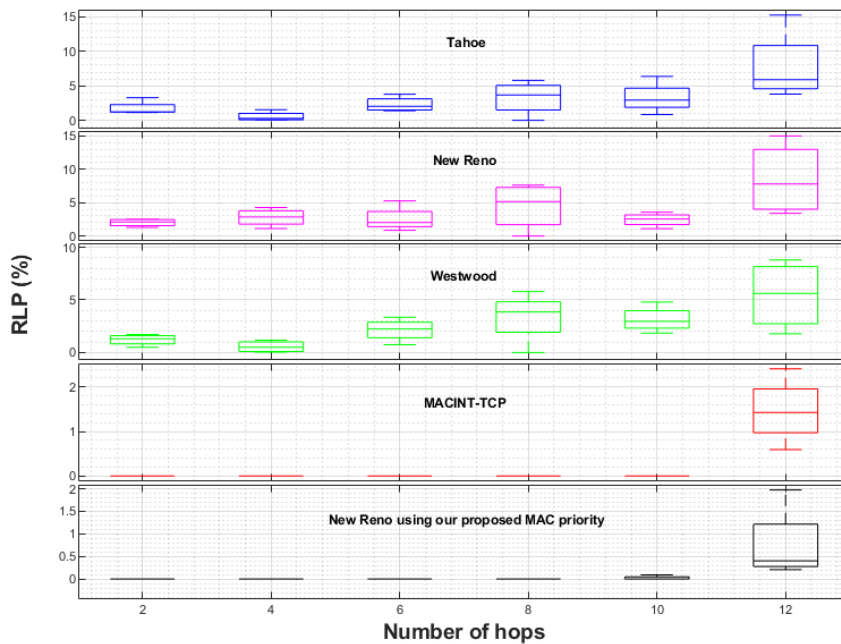 15
10
5
0
Tahoe
15
10
5
0
New Reno
10
5
0
Westwood
2
1
0
MACINT-TCP
2
1.5
1
0.5
0
New Reno using our proposed MAC priority
RLP (%)
2 4 6 8 10 12
Number of hops